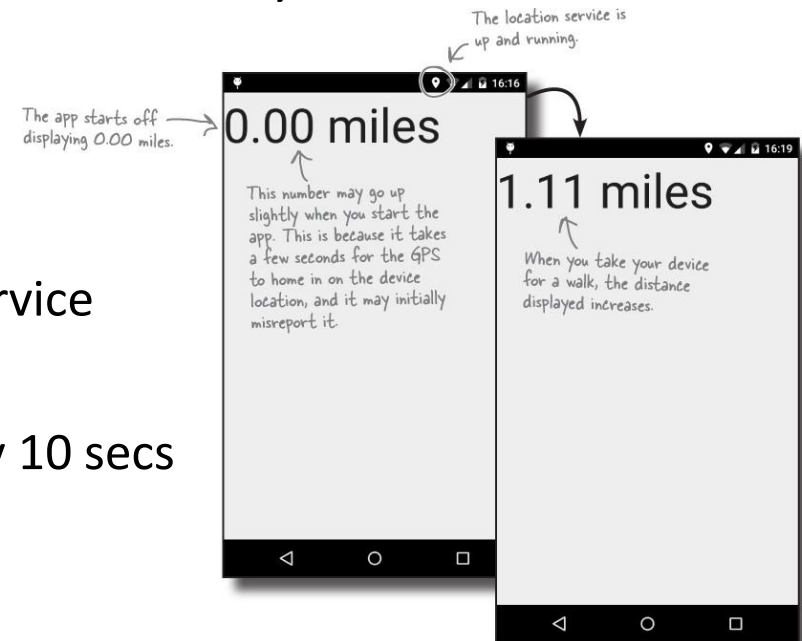 The location service is
up and running.
16:16
The app starts off
displaying 0.00 miles.
0.00 miles
This number may go up
slightly when you start the
app. This is because it takes
a few seconds for the GPS
to home in on the device
location, and it may initially
misreport it.
16:19
1.11 miles
When you take your device
for a walk, the distance
displayed increases.
rvice
10 secs